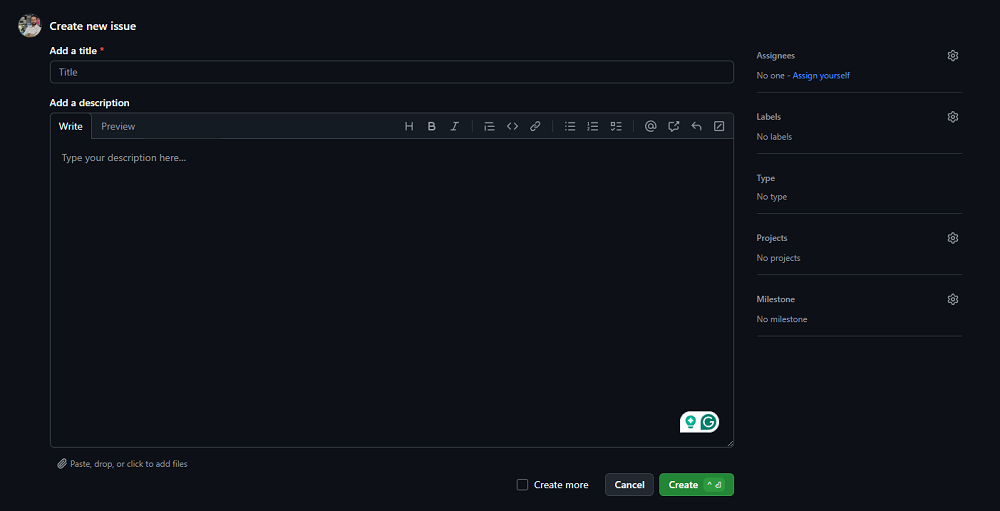 Create new issue
Add a title *
Title
Add a description
Write Preview
Type your description here...
Paste, drop, or click to add files
Create more Cancel Create
Assignees
No one - Assign yourself
Labels
No labels
Type
No type
Projects
No projects
Milestone
No milestone